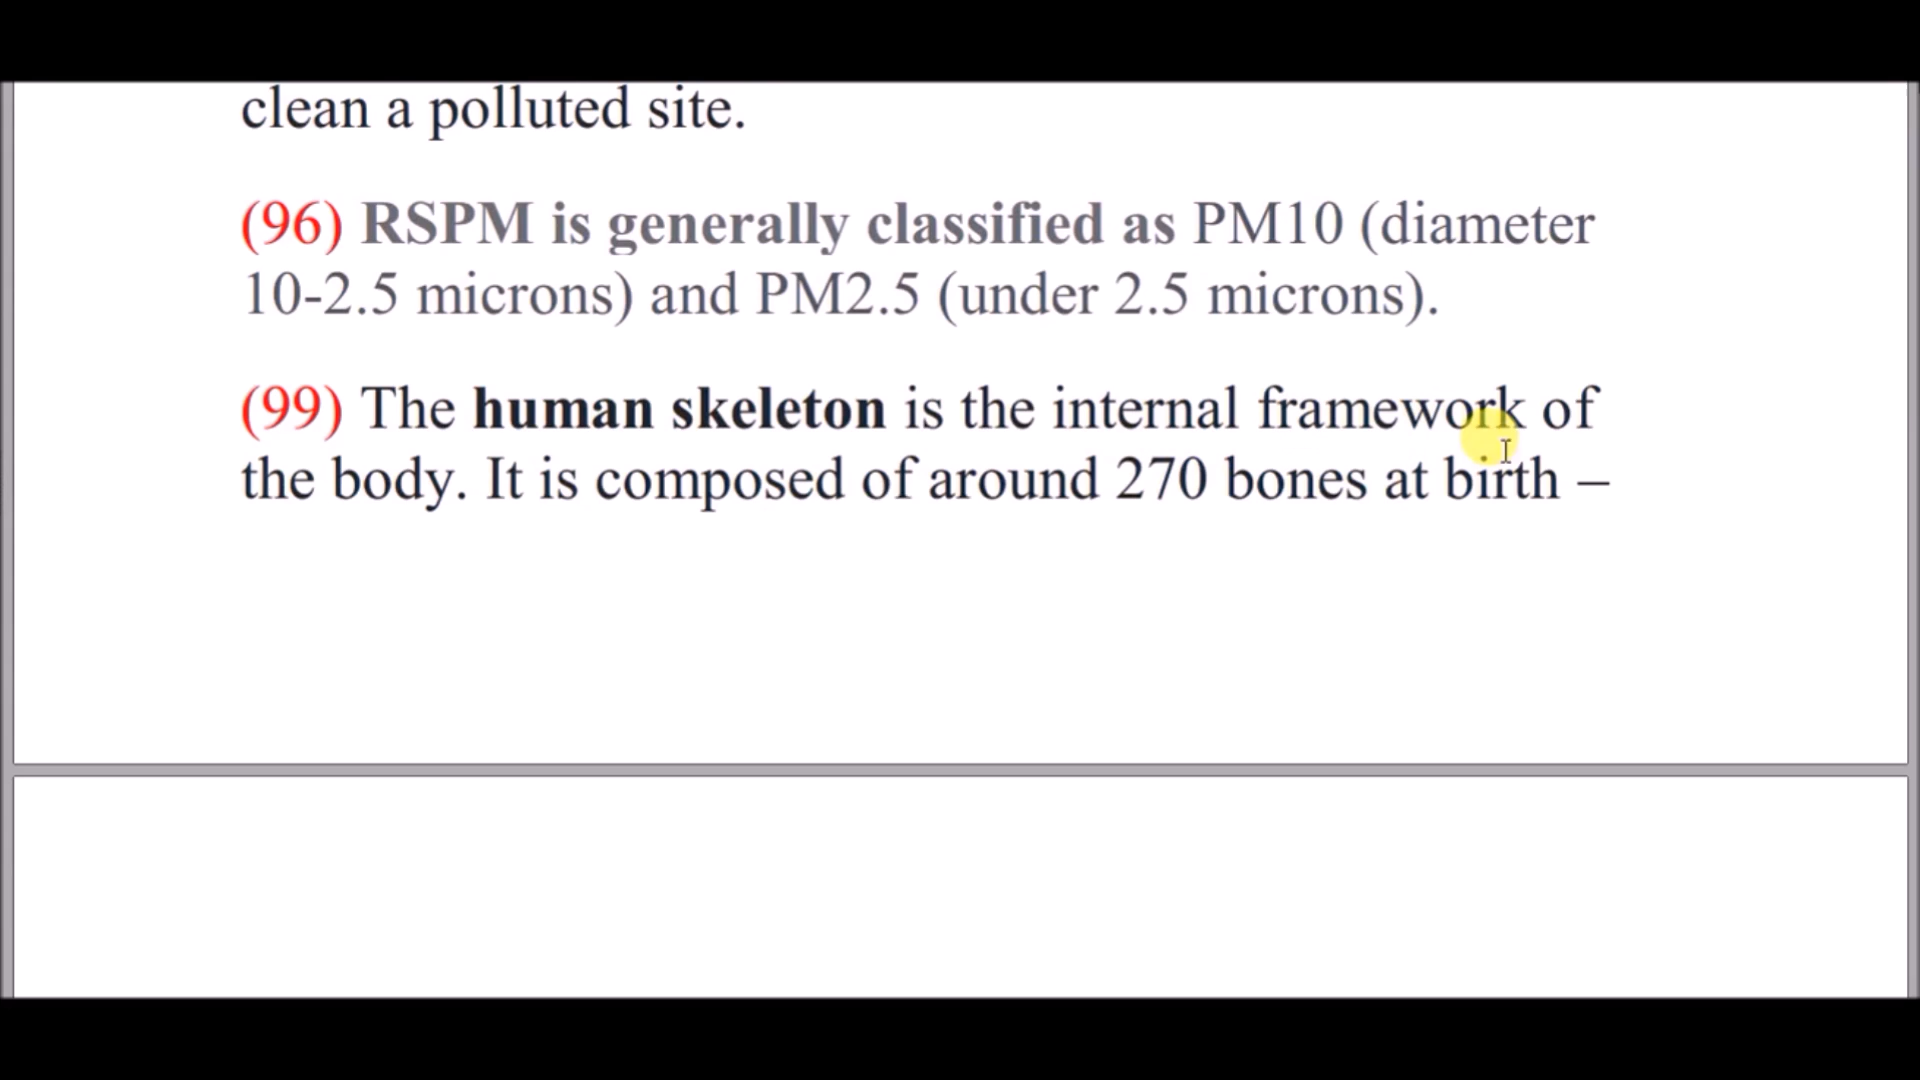 clean a polluted site.
(96) RSPM is generally classified as PM10 (diameter
10-2.5 microns) and PM2.5 (under 2.5 microns).
(99) The human skeleton is the internal framework of
the body. It is composed of around 270 bones at birth –